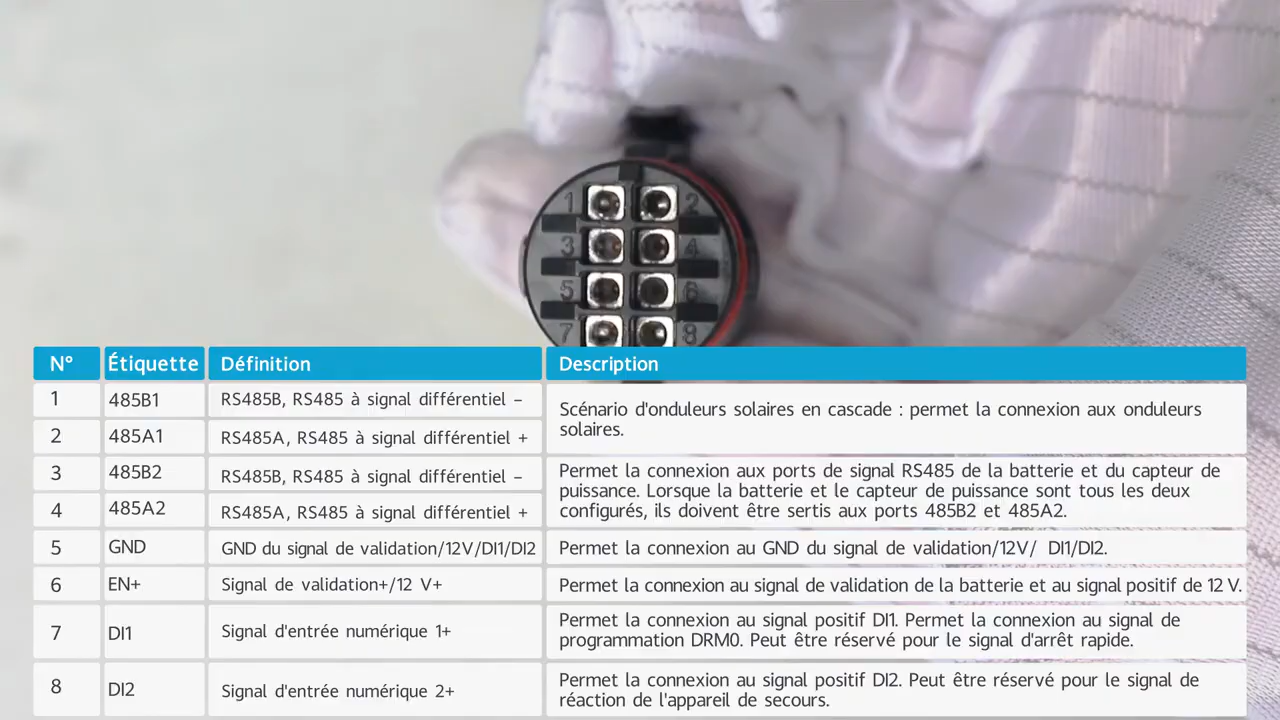 1 2
3 4
5 6
7 8
N° Étiquette Définition Description
1 485B1 RS485B, RS485 à signal différentiel –
2 485A1 RS485A, RS485 à signal différentiel +
Scénario d'onduleurs solaires en cascade : permet la connexion aux onduleurs
solaires.
3 485B2 RS485B, RS485 à signal différentiel –
4 485A2 RS485A, RS485 à signal différentiel +
Permet la connexion aux ports de signal RS485 de la batterie et du capteur de
puissance. Lorsque la batterie et le capteur de puissance sont tous les deux
configurés, ils doivent être sertis aux ports 485B2 et 485A2.
5 GND GND du signal de validation/12V/DI1/DI2 Permet la connexion au GND du signal de validation/12V/ DI1/DI2.
6 EN+ Signal de validation+/12 V+ Permet la connexion au signal de validation de la batterie et au signal positif de 12 V.
7 DI1 Signal d'entrée numérique 1+
Permet la connexion au signal positif DI1. Permet la connexion au signal de
programmation DRM0. Peut être réservé pour le signal d'arrêt rapide.
8 DI2 Signal d'entrée numérique 2+
Permet la connexion au signal positif DI2. Peut être réservé pour le signal de
réaction de l'appareil de secours.